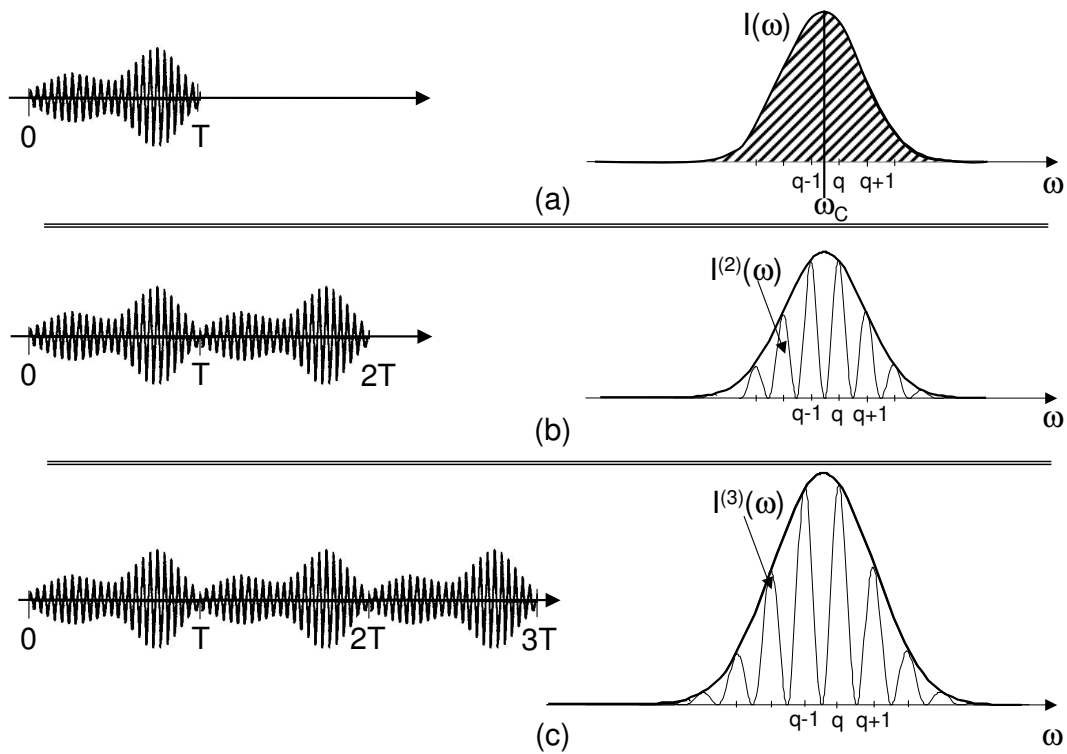 I(ω)
0 T
q-1 q q+1
ω
ω_C
(a)
I^(2)(ω)
0 T 2T
q-1 q q+1
ω
(b)
I^(3)(ω)
0 T 2T 3T
q-1 q q+1
ω
(c)